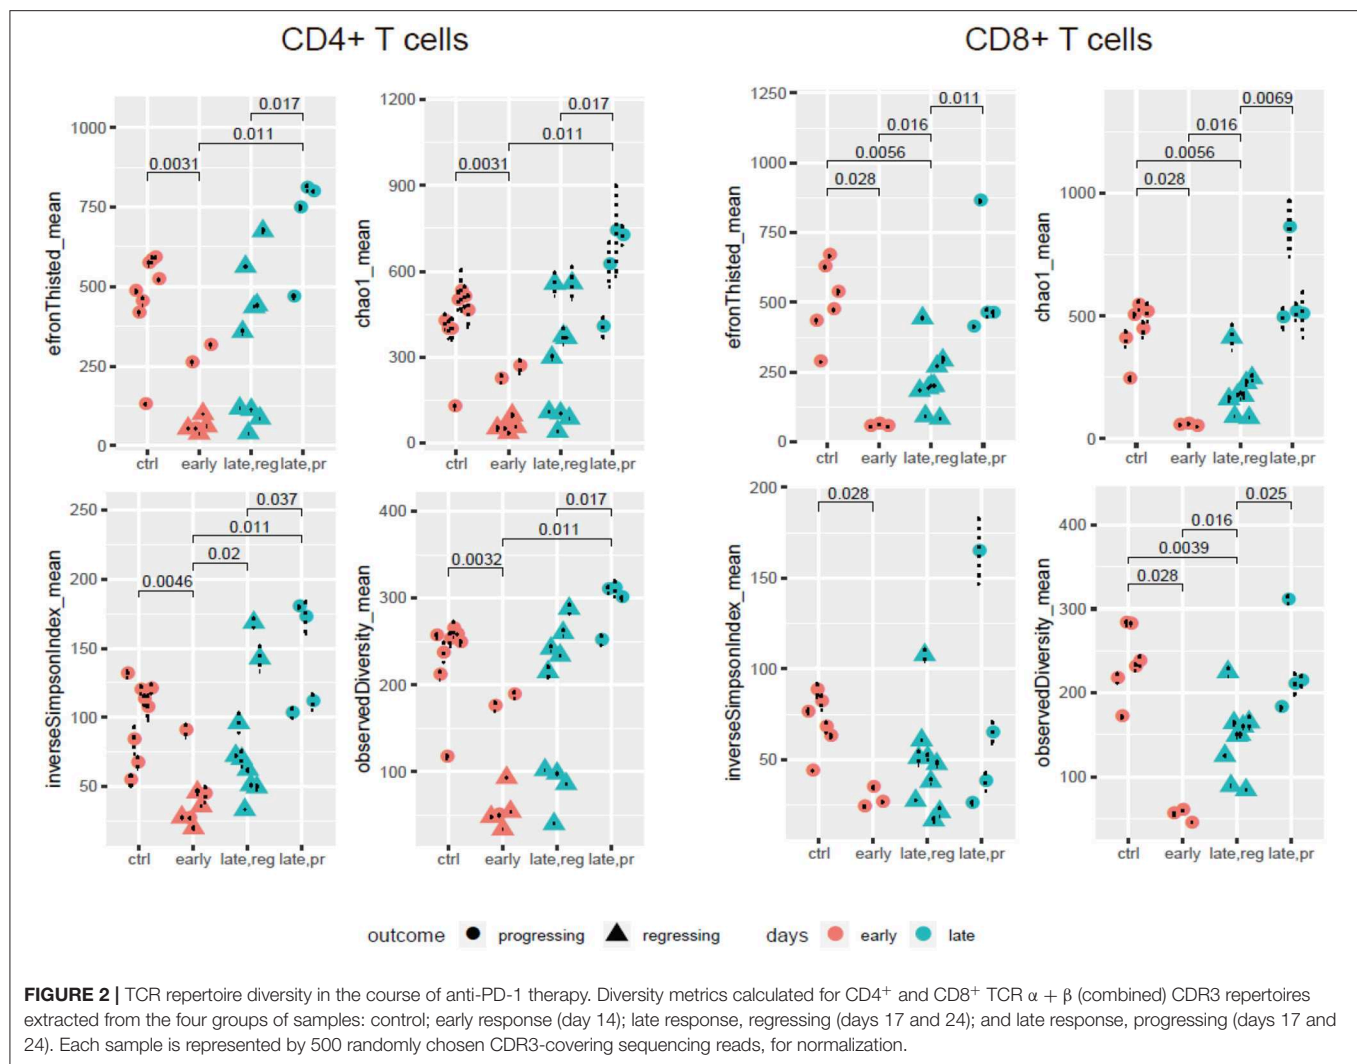 CD4+ T cells
CD8+ T cells
efronThisted_mean
1000
750
500
250
0
0.017
0.011
0.0031
ctrl early late,reg late,pr
chao1_mean
1200
900
600
300
0
0.017
0.011
0.0031
ctrl early late,reg late,pr
efronThisted_mean
1250
1000
750
500
250
0
0.011
0.016
0.0056
0.028
ctrl early late,reg late,pr
chao1_mean
1000
500
0
0.0069
0.016
0.0056
0.028
ctrl early late,reg late,pr
inverseSimpsonIndex_mean
250
200
150
100
50
0.037
0.011
0.02
0.0046
ctrl early late,reg late,pr
observedDiversity_mean
400
300
200
100
0.017
0.011
0.0032
ctrl early late,reg late,pr
inverseSimpsonIndex_mean
200
150
100
50
0.028
ctrl early late,reg late,pr
observedDiversity_mean
400
300
200
100
0.025
0.016
0.0039
0.028
ctrl early late,reg late,pr
outcome progressing regressing days early late
FIGURE 2 | TCR repertoire diversity in the course of anti-PD-1 therapy. Diversity metrics calculated for CD4⁺ and CD8⁺ TCR α + β (combined) CDR3 repertoires
extracted from the four groups of samples: control; early response (day 14); late response, regressing (days 17 and 24); and late response, progressing (days 17 and
24). Each sample is represented by 500 randomly chosen CDR3-covering sequencing reads, for normalization.